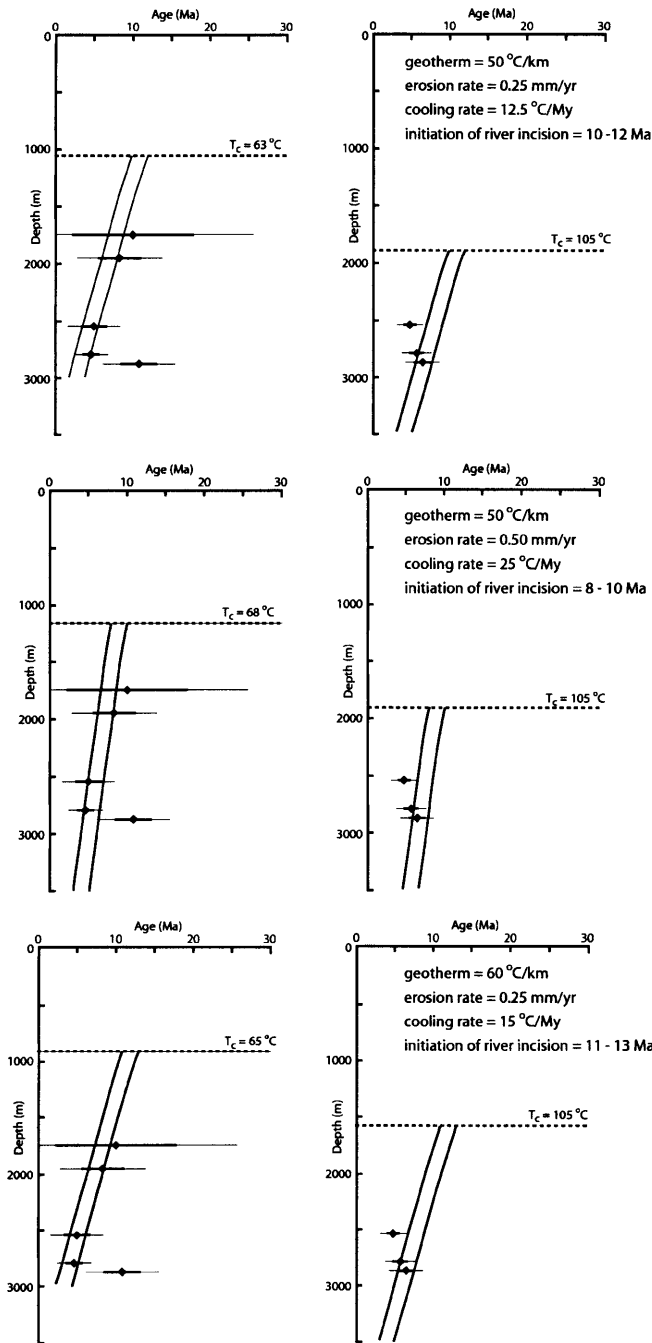 Age (Ma)
0 10 20 30
0
1000
2000
3000
Depth (m)
Tc = 63 °C
Age (Ma)
0 10 20 30
0
1000
2000
3000
Depth (m)
geotherm = 50 °C/km
erosion rate = 0.25 mm/yr
cooling rate = 12.5 °C/My
initiation of river incision = 10 -12 Ma
Tc = 105 °C
Age (Ma)
0 10 20 30
0
1000
2000
3000
Depth (m)
Tc = 68 °C
Age (Ma)
0 10 20 30
0
1000
2000
3000
Depth (m)
geotherm = 50 °C/km
erosion rate = 0.50 mm/yr
cooling rate = 25 °C/My
initiation of river incision = 8 - 10 Ma
Tc = 105 °C
Age (Ma)
0 10 20 30
0
1000
2000
3000
Depth (m)
Tc = 65 °C
Age (Ma)
0 10 20 30
0
1000
2000
3000
Depth (m)
geotherm = 60 °C/km
erosion rate = 0.25 mm/yr
cooling rate = 15 °C/My
initiation of river incision = 11 - 13 Ma
Tc = 105 °C